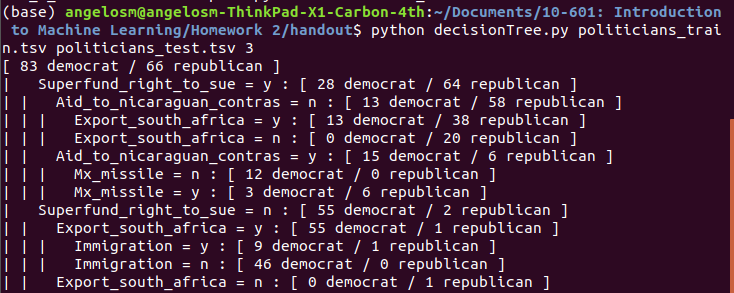 (base) angelosm@angelosm-ThinkPad-X1-Carbon-4th:~/Documents/10-601: Introduction
 to Machine Learning/Homework 2/handout$ python decisionTree.py politicians_trai
n.tsv politicians_test.tsv 3
[ 83 democrat / 66 republican ]
|   Superfund_right_to_sue = y : [ 28 democrat / 64 republican ]
| |   Aid_to_nicaraguan_contras = n : [ 13 democrat / 58 republican ]
| | |   Export_south_africa = y : [ 13 democrat / 38 republican ]
| | |   Export_south_africa = n : [ 0 democrat / 20 republican ]
| |   Aid_to_nicaraguan_contras = y : [ 15 democrat / 6 republican ]
| | |   Mx_missile = n : [ 12 democrat / 0 republican ]
| | |   Mx_missile = y : [ 3 democrat / 6 republican ]
|   Superfund_right_to_sue = n : [ 55 democrat / 2 republican ]
| |   Export_south_africa = y : [ 55 democrat / 1 republican ]
| | |   Immigration = y : [ 9 democrat / 1 republican ]
| | |   Immigration = n : [ 46 democrat / 0 republican ]
| |   Export_south_africa = n : [ 0 democrat / 1 republican ]